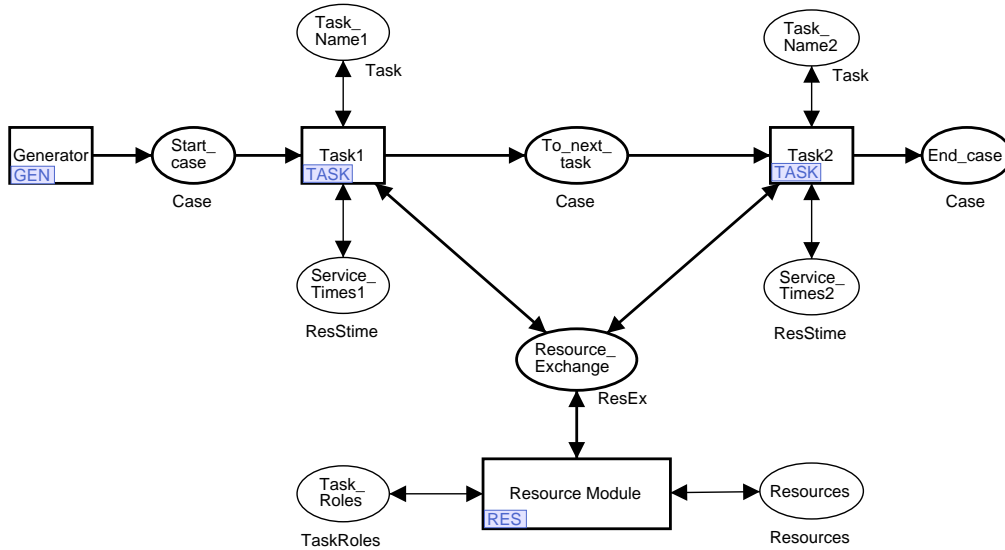 Task_
Name1
Task
Task_
Name2
Task
Generator
GEN
Start_
case
Case
Task1
TASK
To_next_
task
Case
Task2
TASK
End_case
Case
Service_
Times1
ResStime
Service_
Times2
ResStime
Resource_
Exchange
ResEx
Task_
Roles
TaskRoles
Resource Module
RES
Resources
Resources